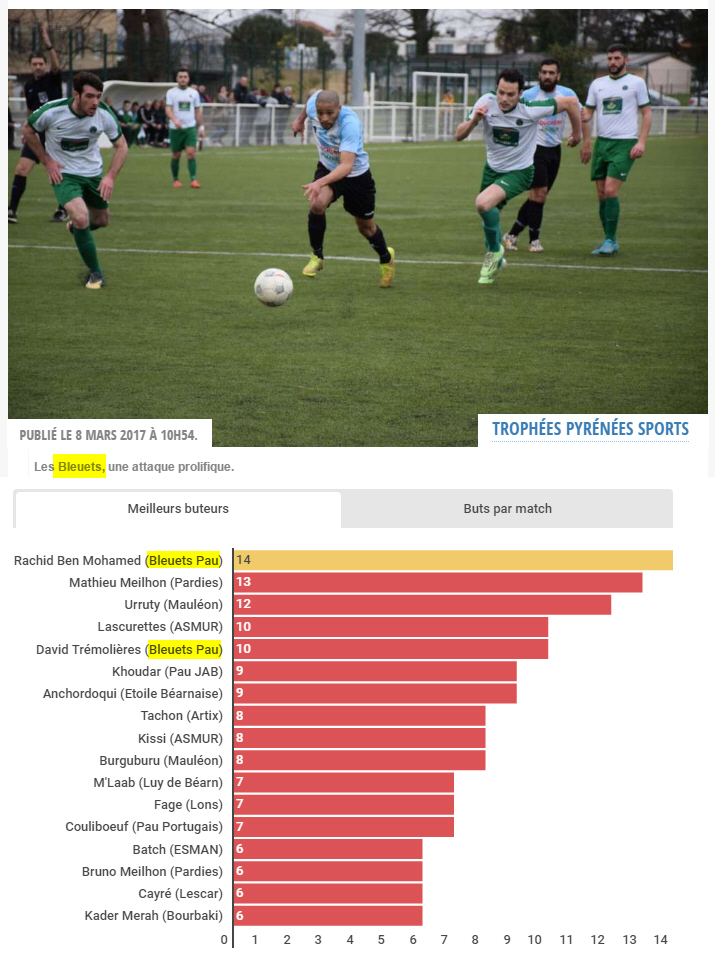 PUBLIÉ LE 8 MARS 2017 À 10H54.
TROPHÉES PYRÉNÉES SPORTS
Les Bleuets, une attaque prolifique.
Meilleurs buteurs
Buts par match
Rachid Ben Mohamed (Bleuets Pau) 14
Mathieu Meilhon (Pardies) 13
Urruty (Mauléon) 12
Lascurettes (ASMUR) 10
David Trémolières (Bleuets Pau) 10
Khoudar (Pau JAB) 9
Anchordoqui (Etoile Béarnaise) 9
Tachon (Artix) 8
Kissi (ASMUR) 8
Burguburu (Mauléon) 8
M'Laab (Luy de Béarn) 7
Fage (Lons) 7
Couliboeuf (Pau Portugais) 7
Batch (ESMAN) 6
Bruno Meilhon (Pardies) 6
Cayré (Lescar) 6
Kader Merah (Bourbaki) 6
0 1 2 3 4 5 6 7 8 9 10 11 12 13 14